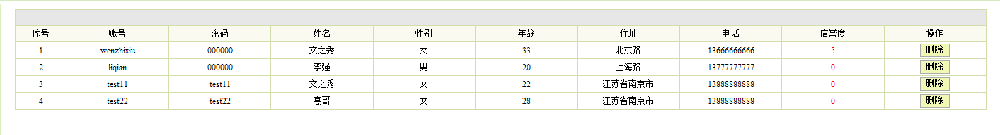 序号 账号 密码 姓名 性别 年龄 住址 电话 信誉度 操作
1 wenzhixiu 000000 文之秀 女 33 北京路 13666666666 5 删除
2 liqian 000000 李强 男 20 上海路 13777777777 0 删除
3 test11 test11 文之秀 女 22 江苏省南京市 13888888888 0 删除
4 test22 test22 高哥 女 28 江苏省南京市 13888888888 0 删除